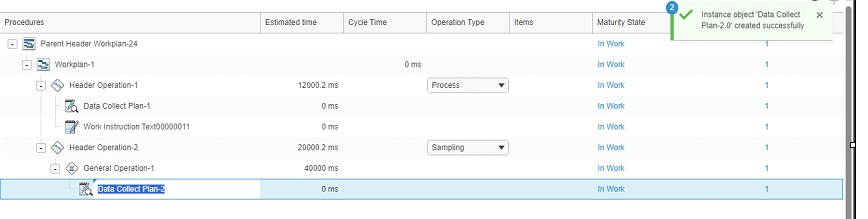 Procedures Estimated time Cycle Time Operation Type Items Maturity State
2 Instance object 'Data Collect Plan-2.0' created successfully
Parent Header Workplan-24 In Work 1
Workplan-1 0 ms In Work 1
Header Operation-1 12000.2 ms Process In Work 1
Data Collect Plan-1 0 ms In Work 1
Work Instruction Text00000011 0 ms In Work 1
Header Operation-2 20000.2 ms Sampling In Work 1
General Operation-1 40000 ms In Work 1
Data Collect Plan-2 0 ms In Work 1